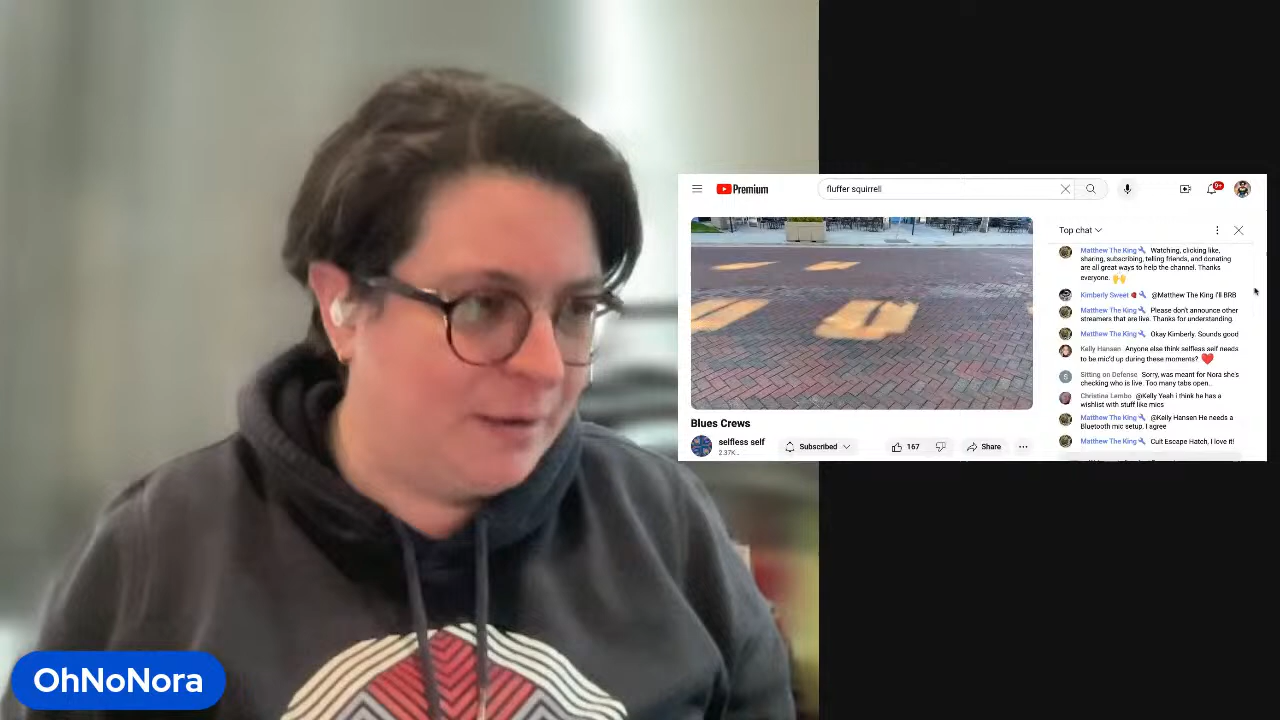 Premium
fluffer squirrell
9+
Top chat
Matthew The King Watching, clicking like,
sharing, subscribing, telling friends, and donating
are all great ways to help the channel. Thanks
everyone.
Kimberly Sweet @Matthew The King I'll BRB
Matthew The King Please don't announce other
streamers that are live. Thanks for understanding.
Matthew The King Okay Kimberly. Sounds good
Kelly Hansen Anyone else think selfless self needs
to be mic'd up during these moments?
S
Sitting on Defense Sorry, was meant for Nora she's
checking who is live. Too many tabs open..
Christina Lembo @Kelly Yeah i think he has a
wishlist with stuff like mics
Matthew The King @Kelly Hansen He needs a
Bluetooth mic setup. I agree
Matthew The King Cuit Escape Hatch, I love it!
Blues Crews
selfless self
2.37K..
Subscribed
167
Share
OhNoNora